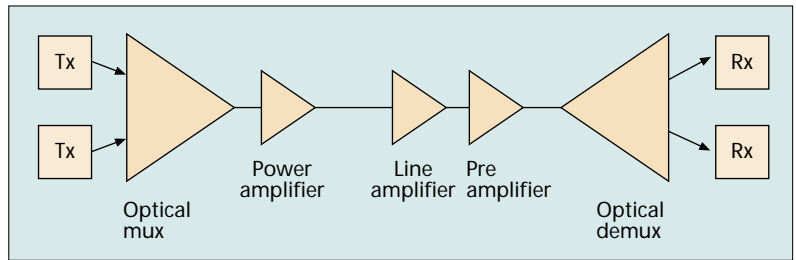 Tx
Rx
Tx
Rx
Power
amplifier
Line
amplifier
Pre
amplifier
Optical
mux
Optical
demux